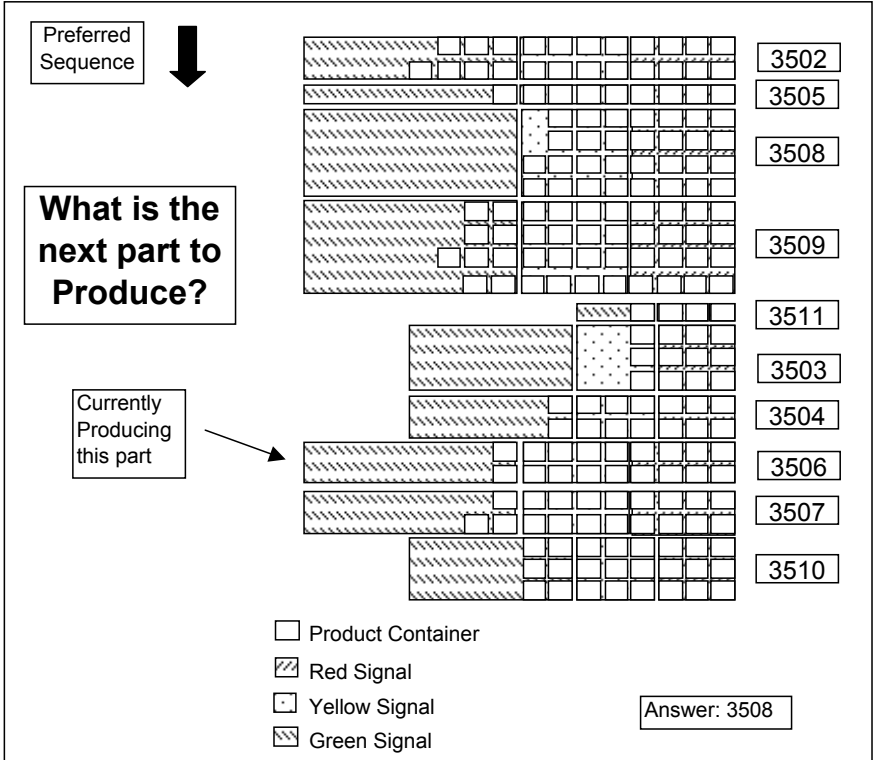 Preferred
Sequence
3502
3505
3508
What is the
next part to
Produce?
3509
3511
3503
Currently
Producing
this part
3504
3506
3507
3510
Product Container
Red Signal
Yellow Signal
Green Signal
Answer: 3508